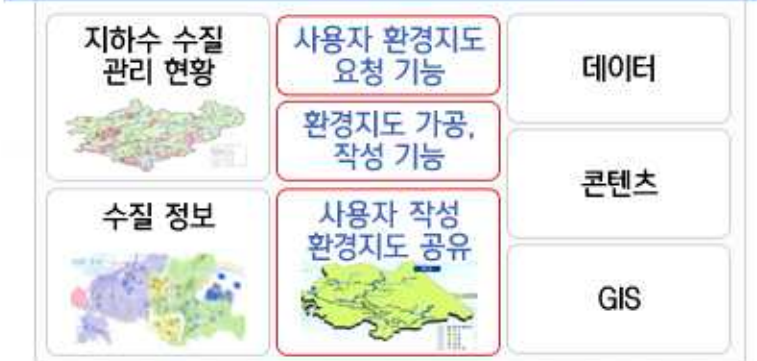 지하수 수질
관리 현황
수질 정보
사용자 환경지도
요청 기능
환경지도 가공,
작성 기능
사용자 작성
환경지도 공유
데이터
콘텐츠
GIS